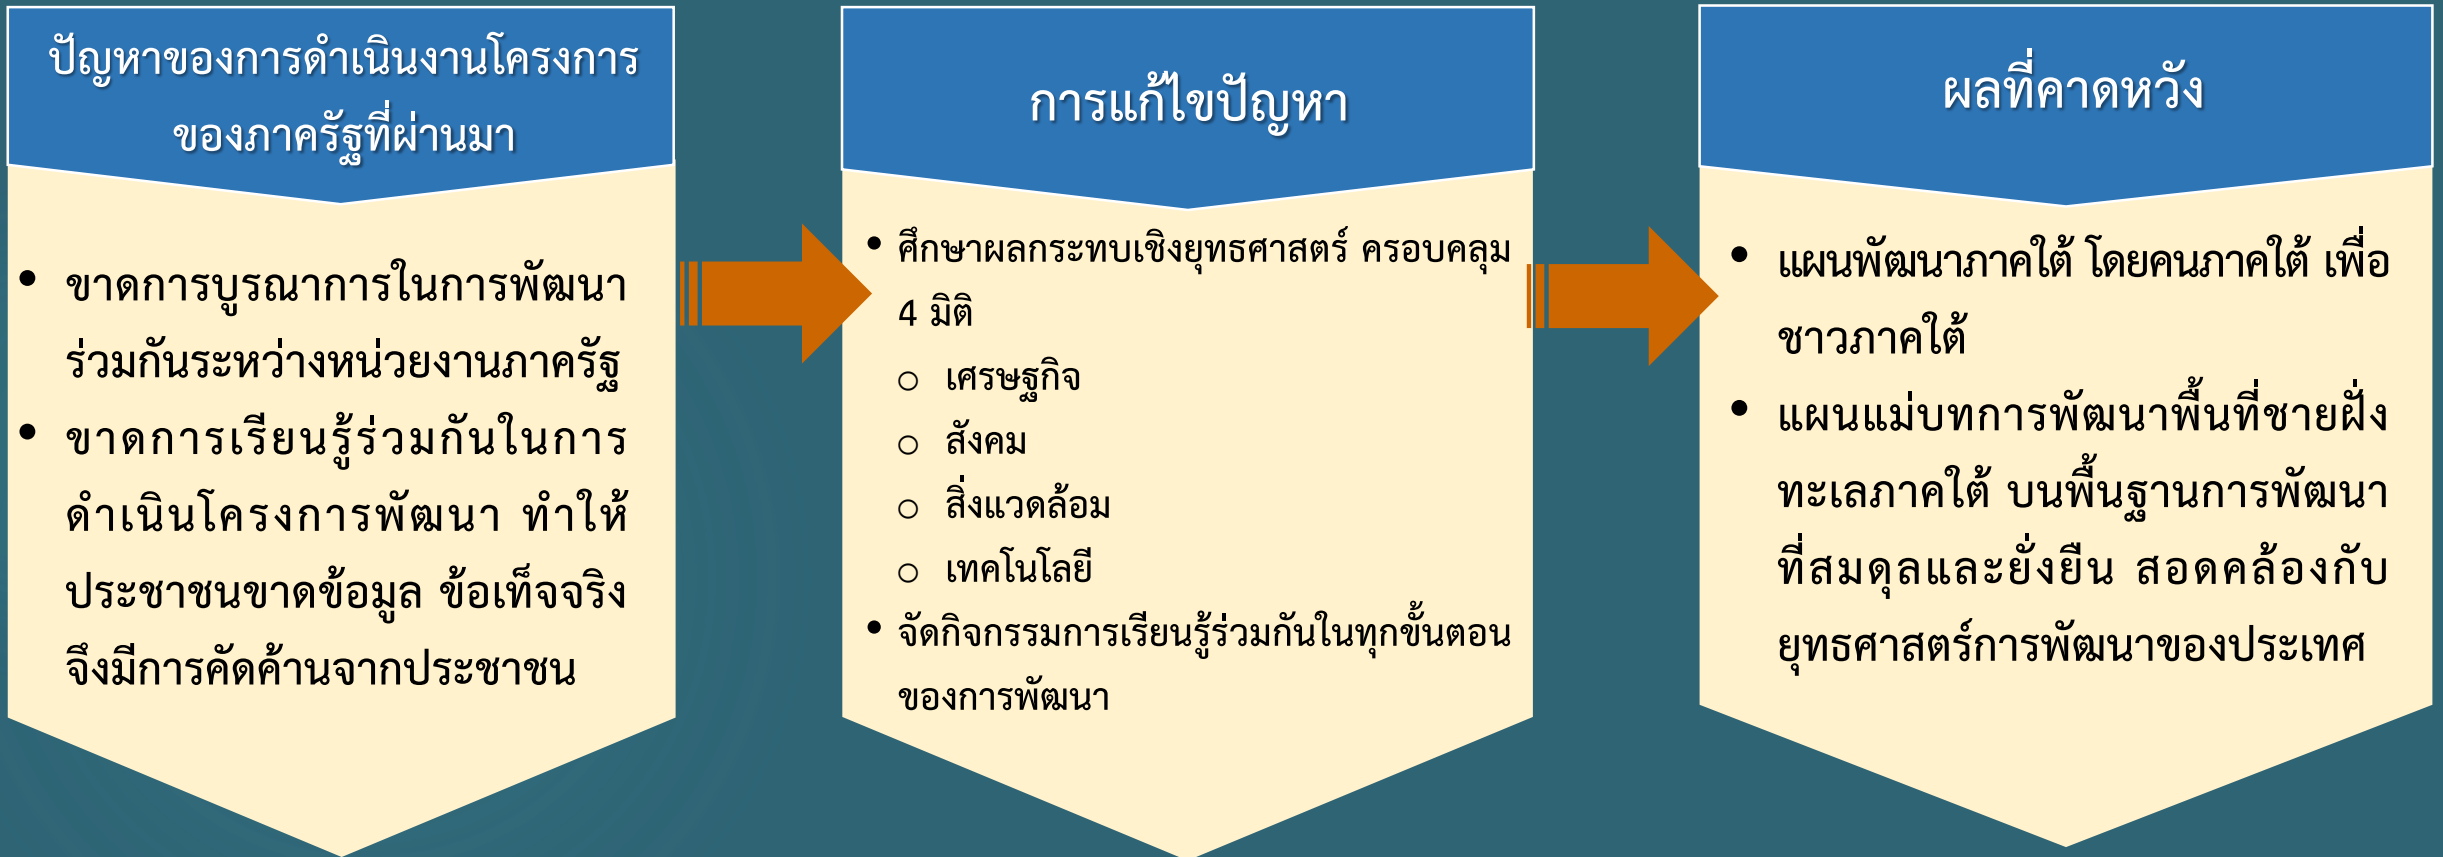 ปัญหาของการดำเนินงานโครงการ
ของภาครัฐที่ผ่านมา
• ขาดการบูรณาการในการพัฒนา
ร่วมกันระหว่างหน่วยงานภาครัฐ
• ขาดการเรียนรู้ร่วมกันในการ
ดำเนินโครงการพัฒนา ทำให้
ประชาชนขาดข้อมูล ข้อเท็จจริง
จึงมีการคัดค้านจากประชาชน
การแก้ไขปัญหา
• ศึกษาผลกระทบเชิงยุทธศาสตร์ ครอบคลุม
4 มิติ
o เศรษฐกิจ
o สังคม
o สิ่งแวดล้อม
o เทคโนโลยี
• จัดกิจกรรมการเรียนรู้ร่วมกันในทุกขั้นตอน
ของการพัฒนา
ผลที่คาดหวัง
• แผนพัฒนาภาคใต้ โดยคนภาคใต้ เพื่อ
ชาวภาคใต้
• แผนแม่บทการพัฒนาพื้นที่ชายฝั่ง
ทะเลภาคใต้ บนพื้นฐานการพัฒนา
ที่สมดุลและยั่งยืน สอดคล้องกับ
ยุทธศาสตร์การพัฒนาของประเทศ